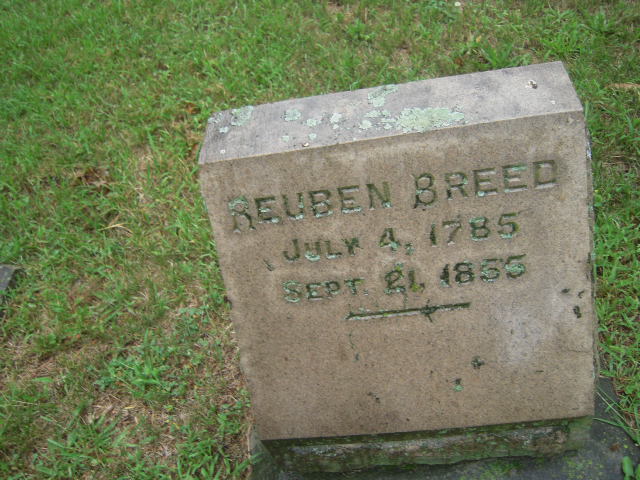 REUBEN BREED
JULY 4, 1785
SEPT. 21, 1855